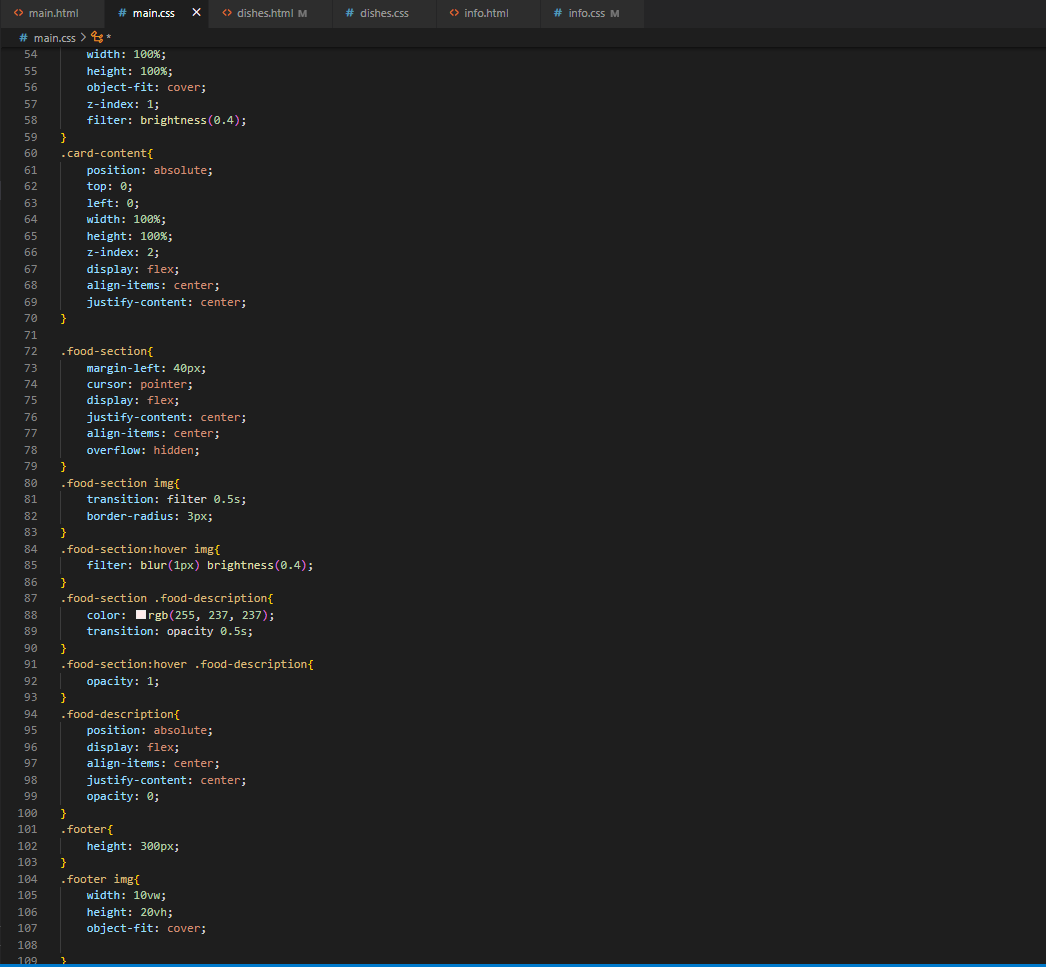 <> main.html # main.css × <> dishes.html M # dishes.css <> info.html # info.css M
# main.css > *
54 width: 100%;
55 height: 100%;
56 object-fit: cover;
57 z-index: 1;
58 filter: brightness(0.4);
59 }
60 .card-content{
61 position: absolute;
62 top: 0;
63 left: 0;
64 width: 100%;
65 height: 100%;
66 z-index: 2;
67 display: flex;
68 align-items: center;
69 justify-content: center;
70 }
71
72 .food-section{
73 margin-left: 40px;
74 cursor: pointer;
75 display: flex;
76 justify-content: center;
77 align-items: center;
78 overflow: hidden;
79 }
80 .food-section img{
81 transition: filter 0.5s;
82 border-radius: 3px;
83 }
84 .food-section:hover img{
85 filter: blur(1px) brightness(0.4);
86 }
87 .food-section .food-description{
88 color: rgb(255, 237, 237);
89 transition: opacity 0.5s;
90 }
91 .food-section:hover .food-description{
92 opacity: 1;
93 }
94 .food-description{
95 position: absolute;
96 display: flex;
97 align-items: center;
98 justify-content: center;
99 opacity: 0;
100 }
101 .footer{
102 height: 300px;
103 }
104 .footer img{
105 width: 10vw;
106 height: 20vh;
107 object-fit: cover;
108
109 }